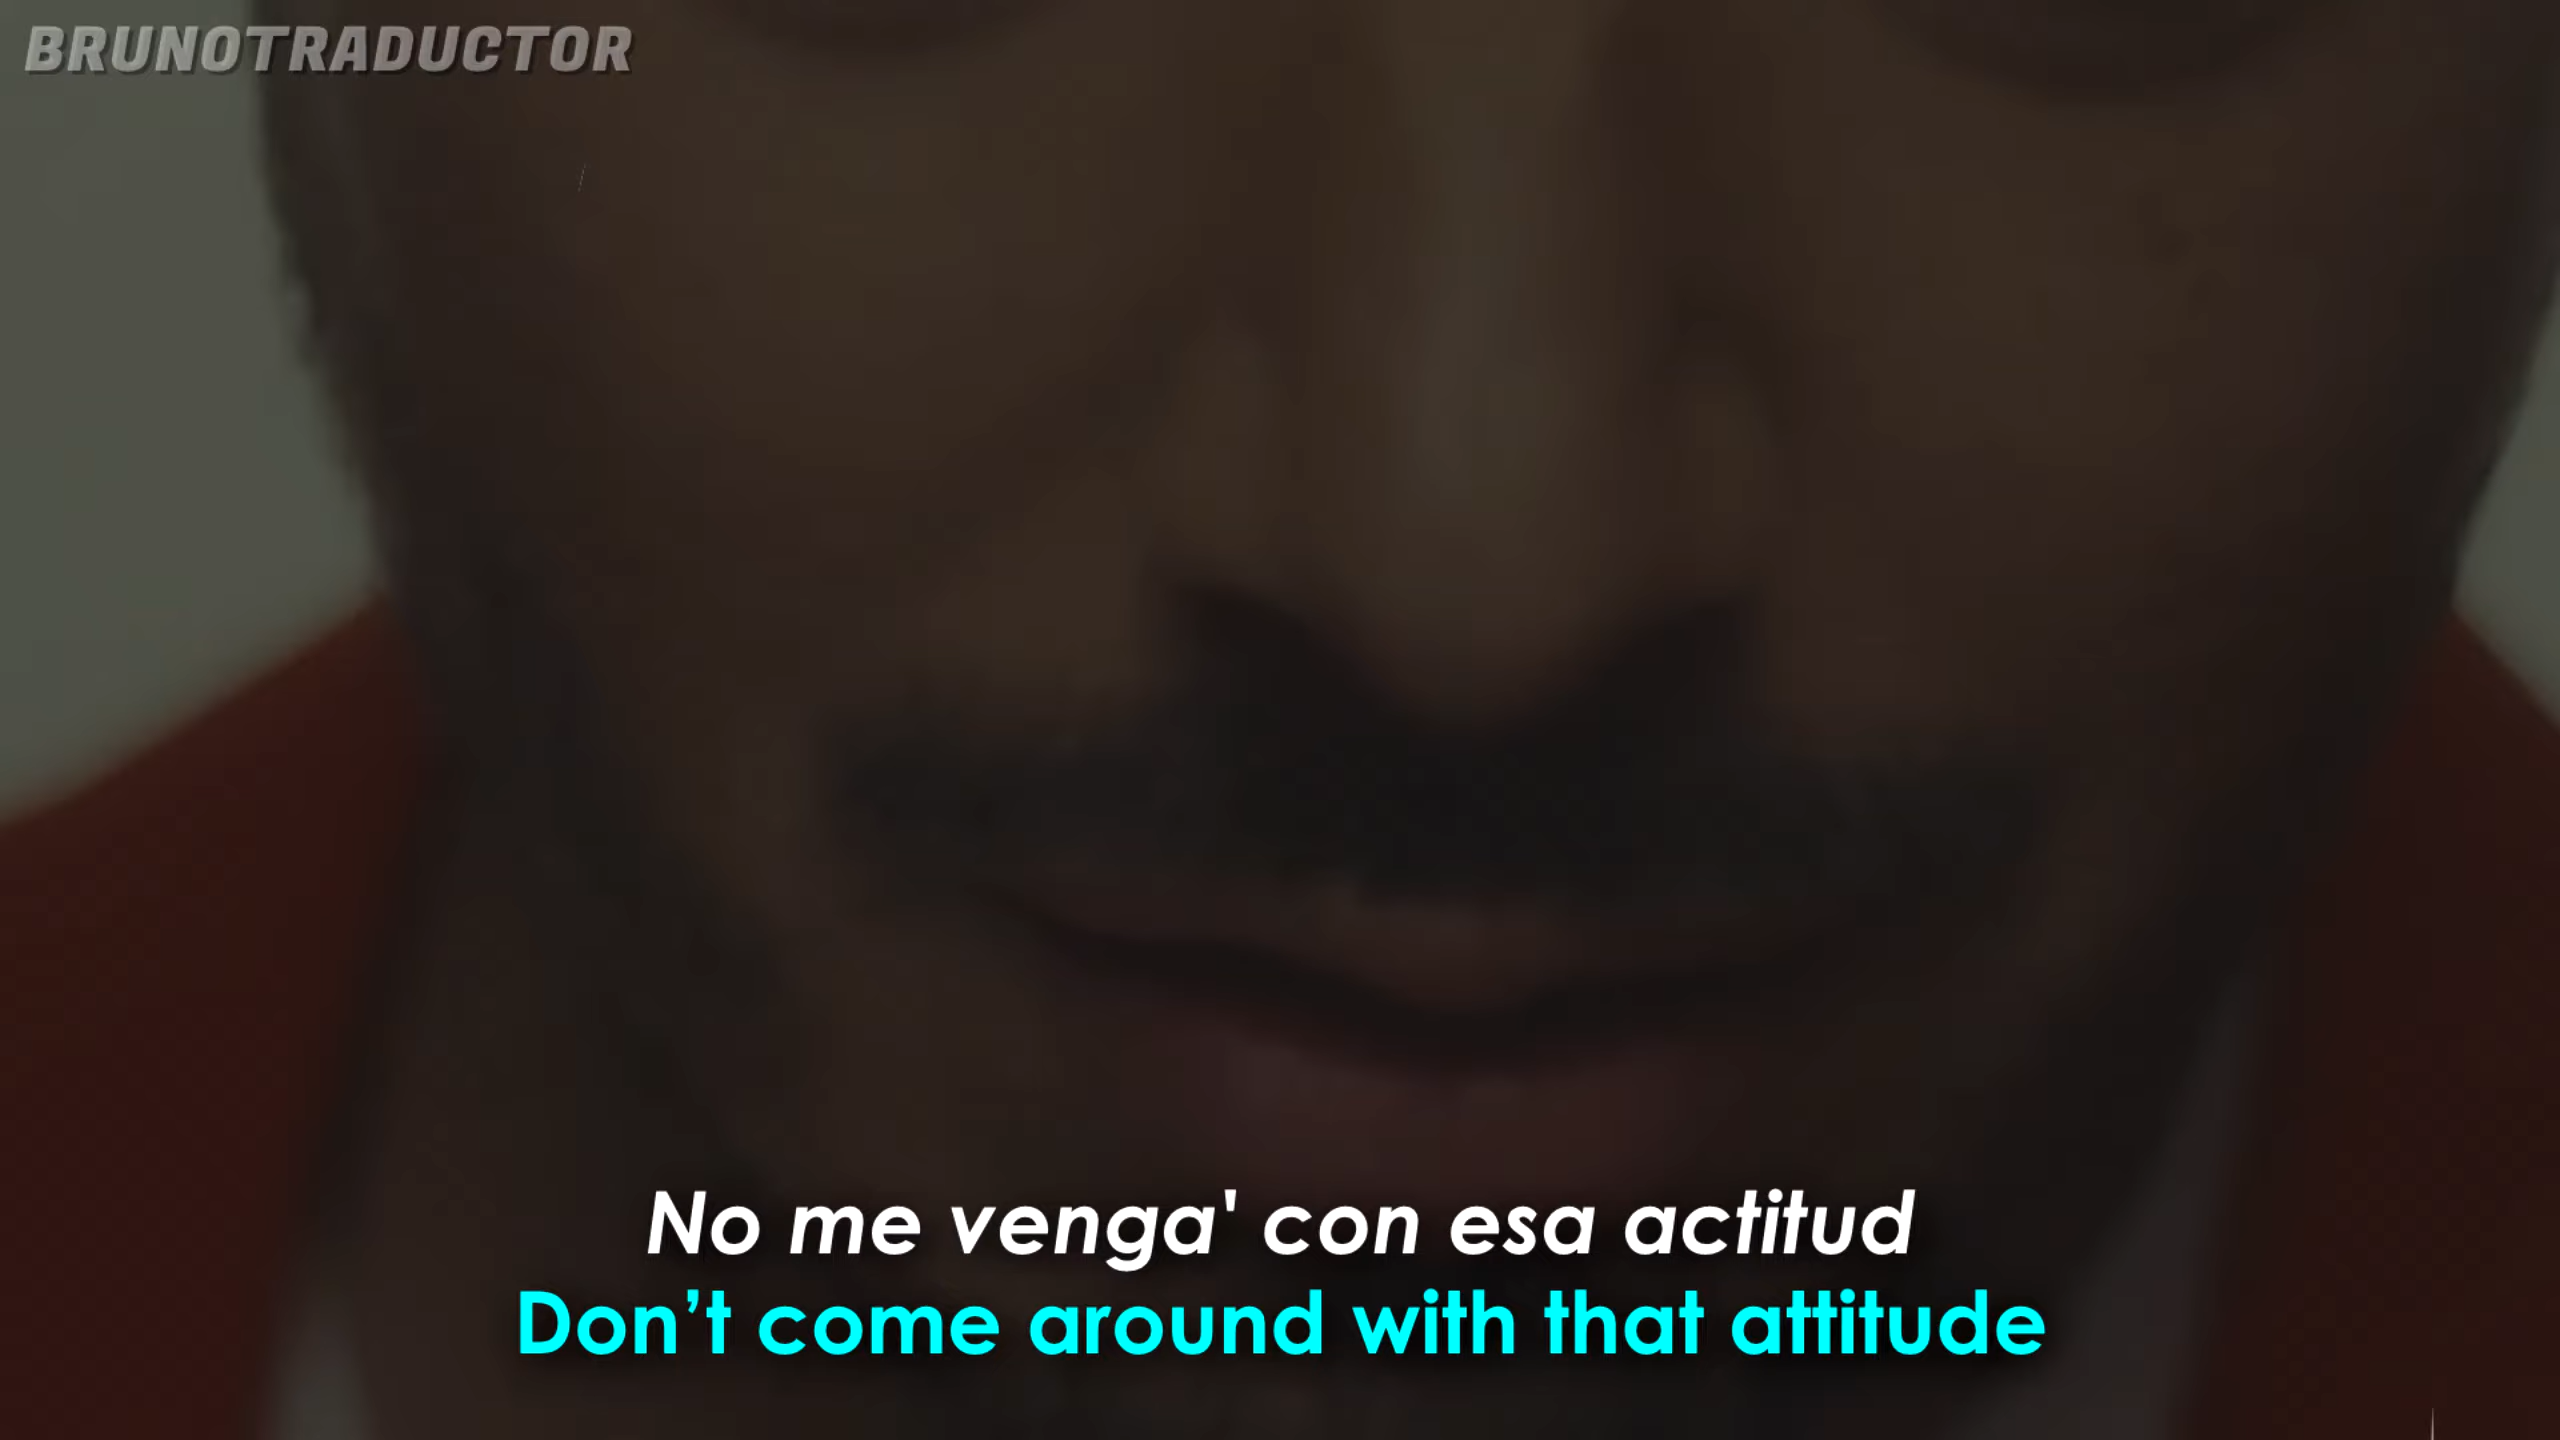 BRUNOTRADUCTOR
No me venga' con esa actitud
Don’t come around with that attitude